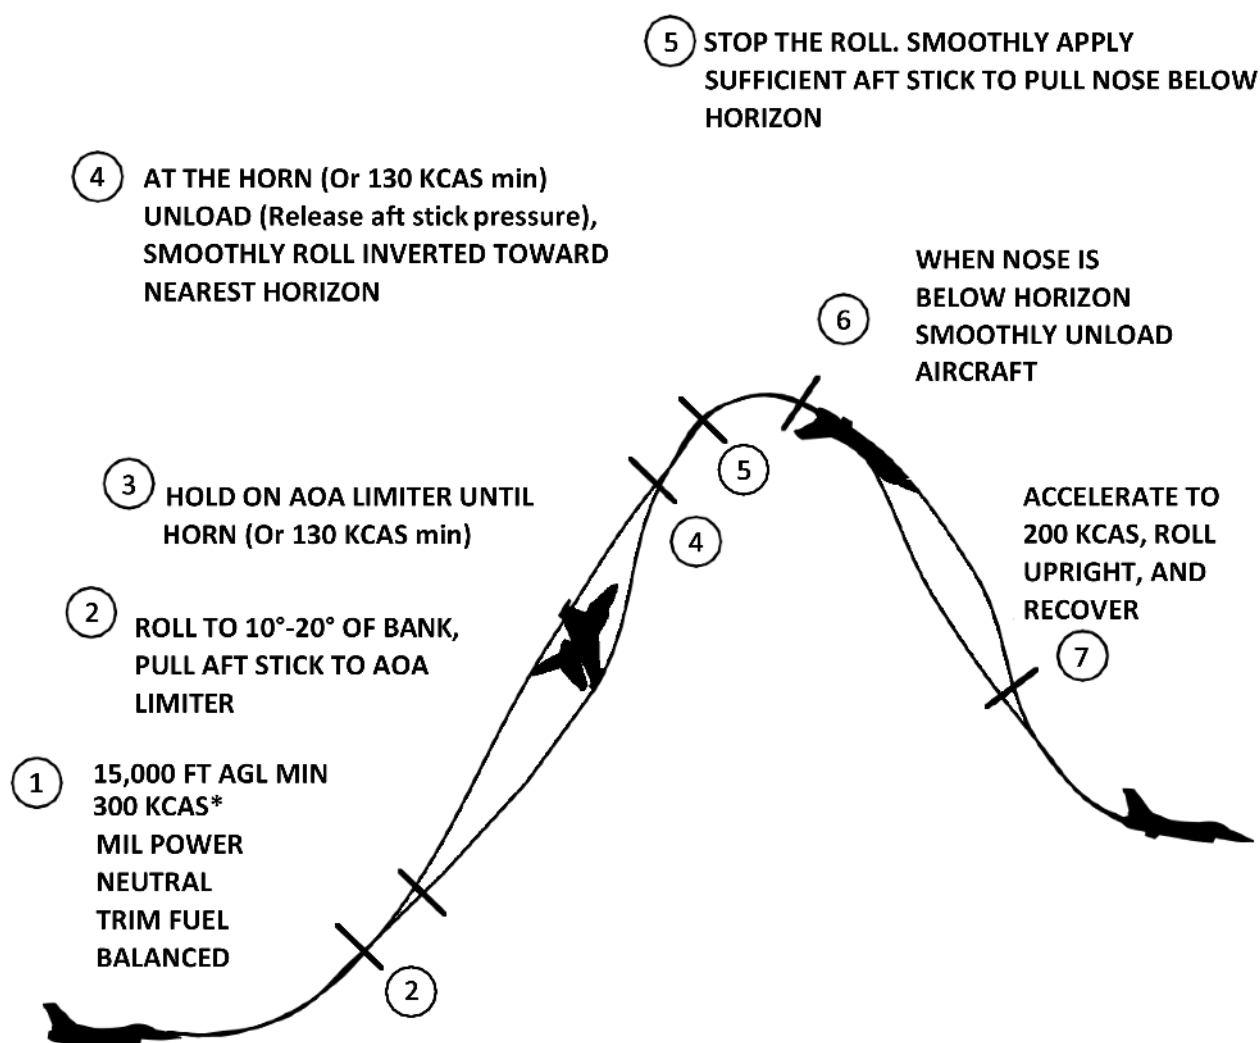 5 STOP THE ROLL. SMOOTHLY APPLY
SUFFICIENT AFT STICK TO PULL NOSE BELOW
HORIZON
4 AT THE HORN (Or 130 KCAS min)
UNLOAD (Release aft stick pressure),
SMOOTHLY ROLL INVERTED TOWARD
NEAREST HORIZON
6 WHEN NOSE IS
BELOW HORIZON
SMOOTHLY UNLOAD
AIRCRAFT
3 HOLD ON AOA LIMITER UNTIL
HORN (Or 130 KCAS min)
5
4
ACCELERATE TO
200 KCAS, ROLL
UPRIGHT, AND
RECOVER
7
2 ROLL TO 10°-20° OF BANK,
PULL AFT STICK TO AOA
LIMITER
1 15,000 FT AGL MIN
300 KCAS*
MIL POWER
NEUTRAL
TRIM FUEL
BALANCED
2